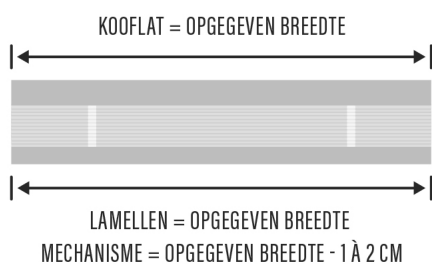 KOOFLAT = OPGEGEVEN BREEDTE
LAMELLEN = OPGEGEVEN BREEDTE
MECHANISME = OPGEGEVEN BREEDTE - 1 À 2 CM